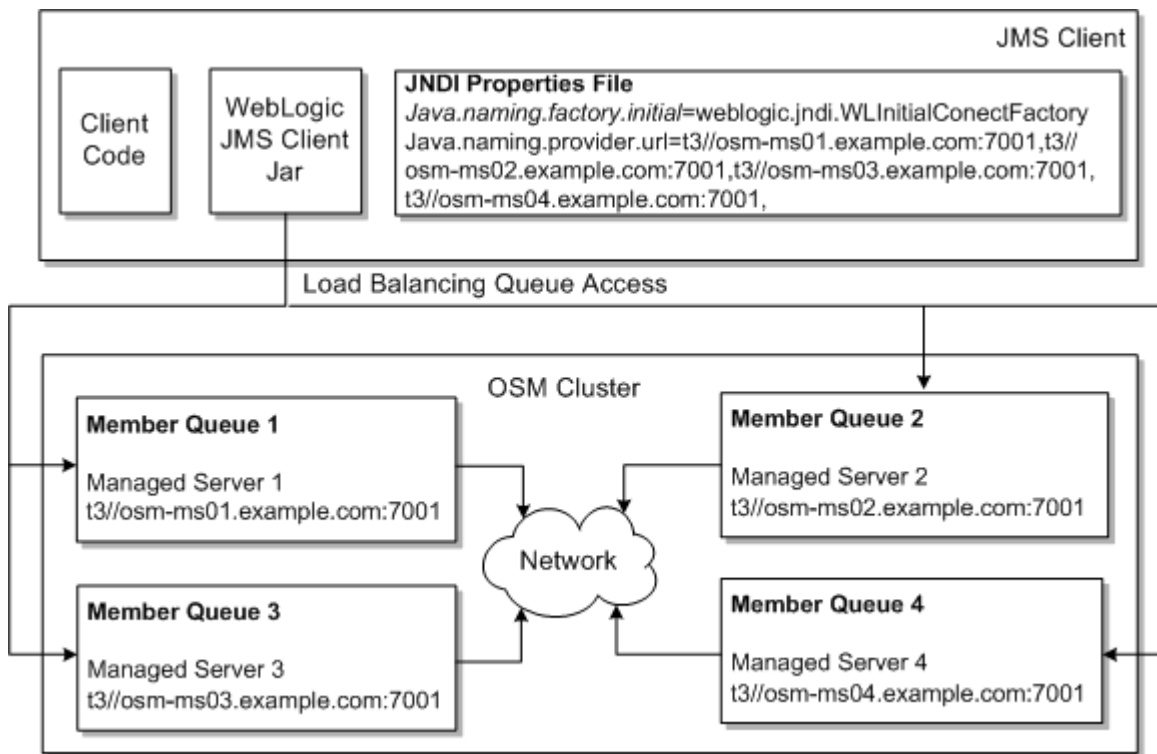 JMS Client
Client
Code
WebLogic
JMS Client
Jar
JNDI Properties File
Java.naming.factory.initial=weblogic.jndi.WLInitialConectFactory
Java.naming.provider.url=t3//osm-ms01.example.com:7001,t3//
osm-ms02.example.com:7001,t3//osm-ms03.example.com:7001,
t3//osm-ms04.example.com:7001,
Load Balancing Queue Access
OSM Cluster
Member Queue 1
Managed Server 1
t3//osm-ms01.example.com:7001
Member Queue 2
Managed Server 2
t3//osm-ms02.example.com:7001
Network
Member Queue 3
Managed Server 3
t3//osm-ms03.example.com:7001
Member Queue 4
Managed Server 4
t3//osm-ms04.example.com:7001